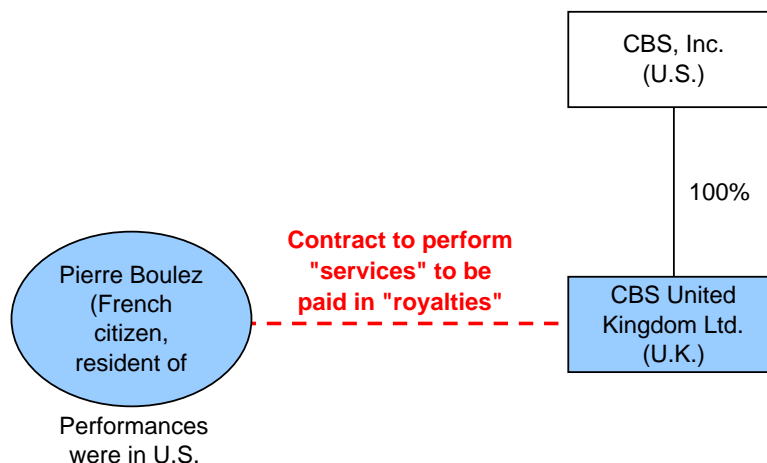 CBS, Inc.
(U.S.)
100%
Contract to perform
"services" to be
paid in "royalties"
Pierre Boulez
(French
citizen,
resident of
CBS United
Kingdom Ltd.
(U.K.)
Performances
were in U.S.